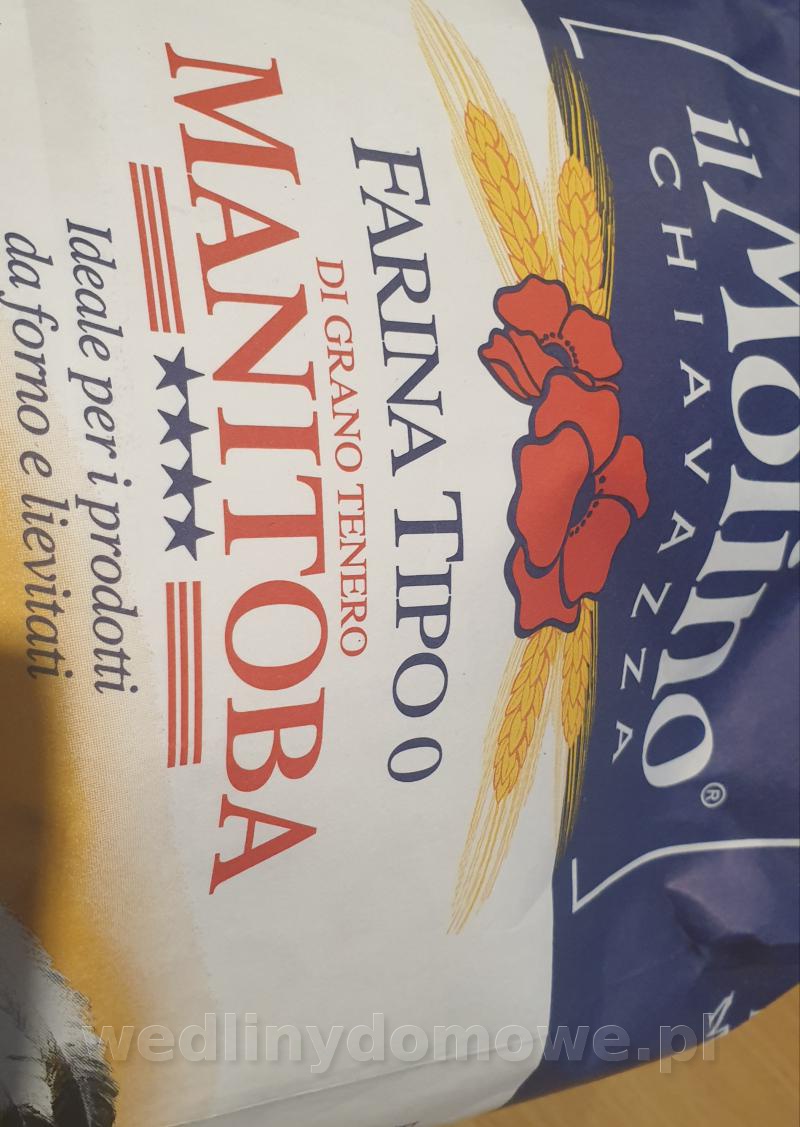 il Molino®
CHIAVAZZA
FARINA TIPO 0
DI GRANO TENERO
MANITOBA
Ideale per i prodotti
da forno e lievitati
wedlinydomowe.pl